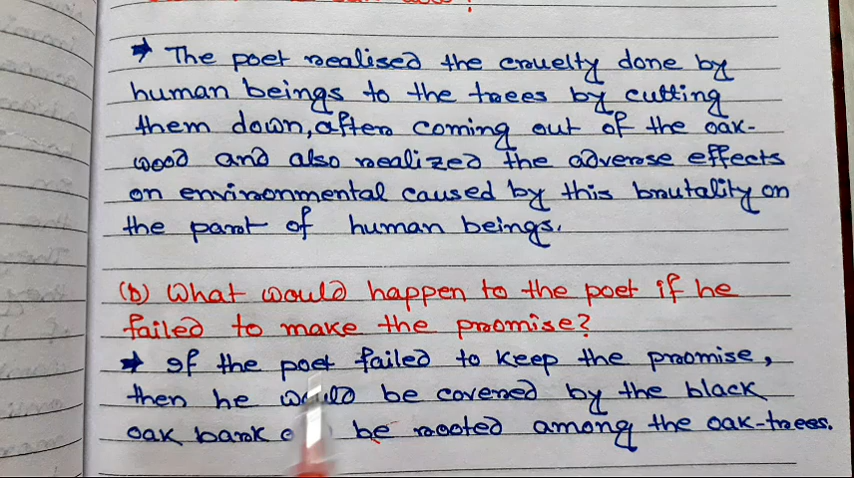 → The poet realised the cruelty done by
human beings to the trees by cutting
them down, after coming out of the oak-
wood and also realized the adverse effects
on environmental caused by this brutality on
the part of human beings.
(b) What would happen to the poet if he
failed to make the promise?
→ If the poet failed to keep the promise,
then he would be covered by the black
oak bank be rooted among the oak-trees.